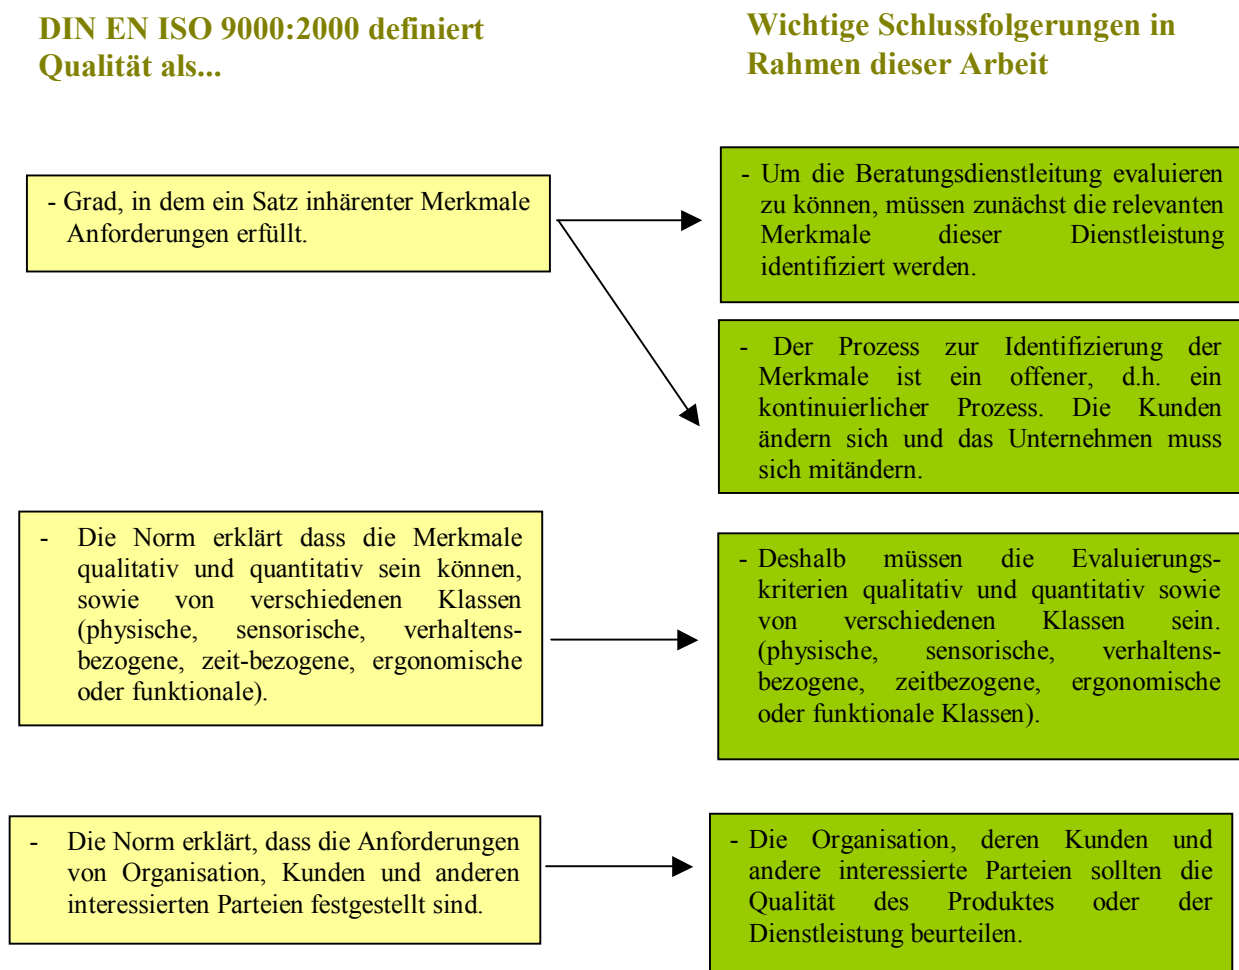 DIN EN ISO 9000:2000 definiert
Qualität als...
Wichtige Schlussfolgerungen in
Rahmen dieser Arbeit
- Grad, in dem ein Satz inhärenter Merkmale
Anforderungen erfüllt.
- Um die Beratungsdienstleitung evaluieren
zu können, müssen zunächst die relevanten
Merkmale dieser Dienstleistung
identifiziert werden.
- Der Prozess zur Identifizierung der
Merkmale ist ein offener, d.h. ein
kontinuierlicher Prozess. Die Kunden
ändern sich und das Unternehmen muss
sich mitändern.
- Die Norm erklärt dass die Merkmale
qualitativ und quantitativ sein können,
sowie von verschiedenen Klassen
(physische, sensorische, verhaltens-
bezogene, zeit-bezogene, ergonomische
oder funktionale).
- Deshalb müssen die Evaluierungs-
kriterien qualitativ und quantitativ sowie
von verschiedenen Klassen sein.
(physische, sensorische, verhaltens-
bezogene, zeitbezogene, ergonomische
oder funktionale Klassen).
- Die Norm erklärt, dass die Anforderungen
von Organisation, Kunden und anderen
interessierten Parteien festgestellt sind.
- Die Organisation, deren Kunden und
andere interessierte Parteien sollten die
Qualität des Produktes oder der
Dienstleistung beurteilen.